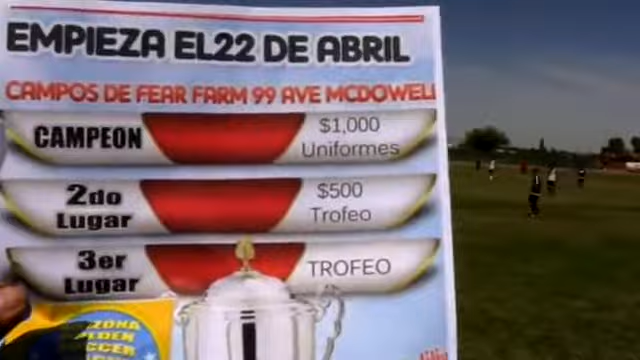 EMPIEZA EL22 DE ABRIL
CAMPOS DE FEAR FARM 99 AVE MCDOWELL
CAMPEON
$1,000
Uniformes
2do
Lugar
$500
Trofeo
3er
Lugar
TROFEO